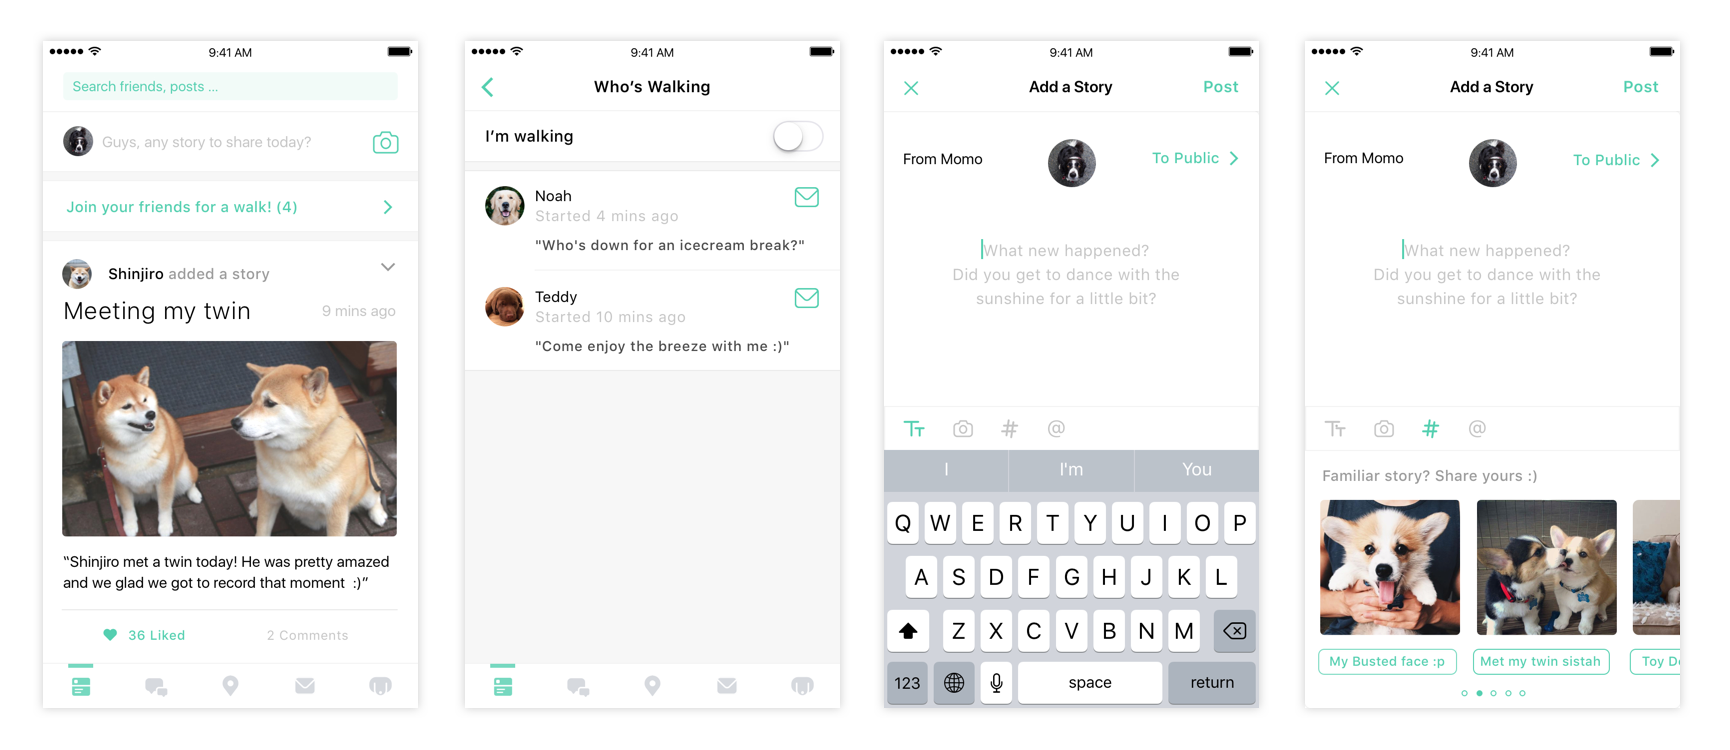 9:41 AM
Search friends, posts ...
Guys, any story to share today?
Join your friends for a walk! (4)
Shinjiro added a story
Meeting my twin
9 mins ago
“Shinjiro met a twin today! He was pretty amazed
and we glad we got to record that moment :)”
36 Liked
2 Comments
9:41 AM
Who’s Walking
I’m walking
Noah
Started 4 mins ago
"Who's down for an icecream break?"
Teddy
Started 10 mins ago
"Come enjoy the breeze with me :)"
9:41 AM
Add a Story
Post
From Momo
To Public
What new happened?
Did you get to dance with the
sunshine for a little bit?
TT # @
I I'm You
Q W E R T Y U I O P
A S D F G H J K L
Z X C V B N M
123 space return
9:41 AM
Add a Story
Post
From Momo
To Public
What new happened?
Did you get to dance with the
sunshine for a little bit?
TT # @
Familiar story? Share yours :)
My Busted face :p
Met my twin sistah
Toy